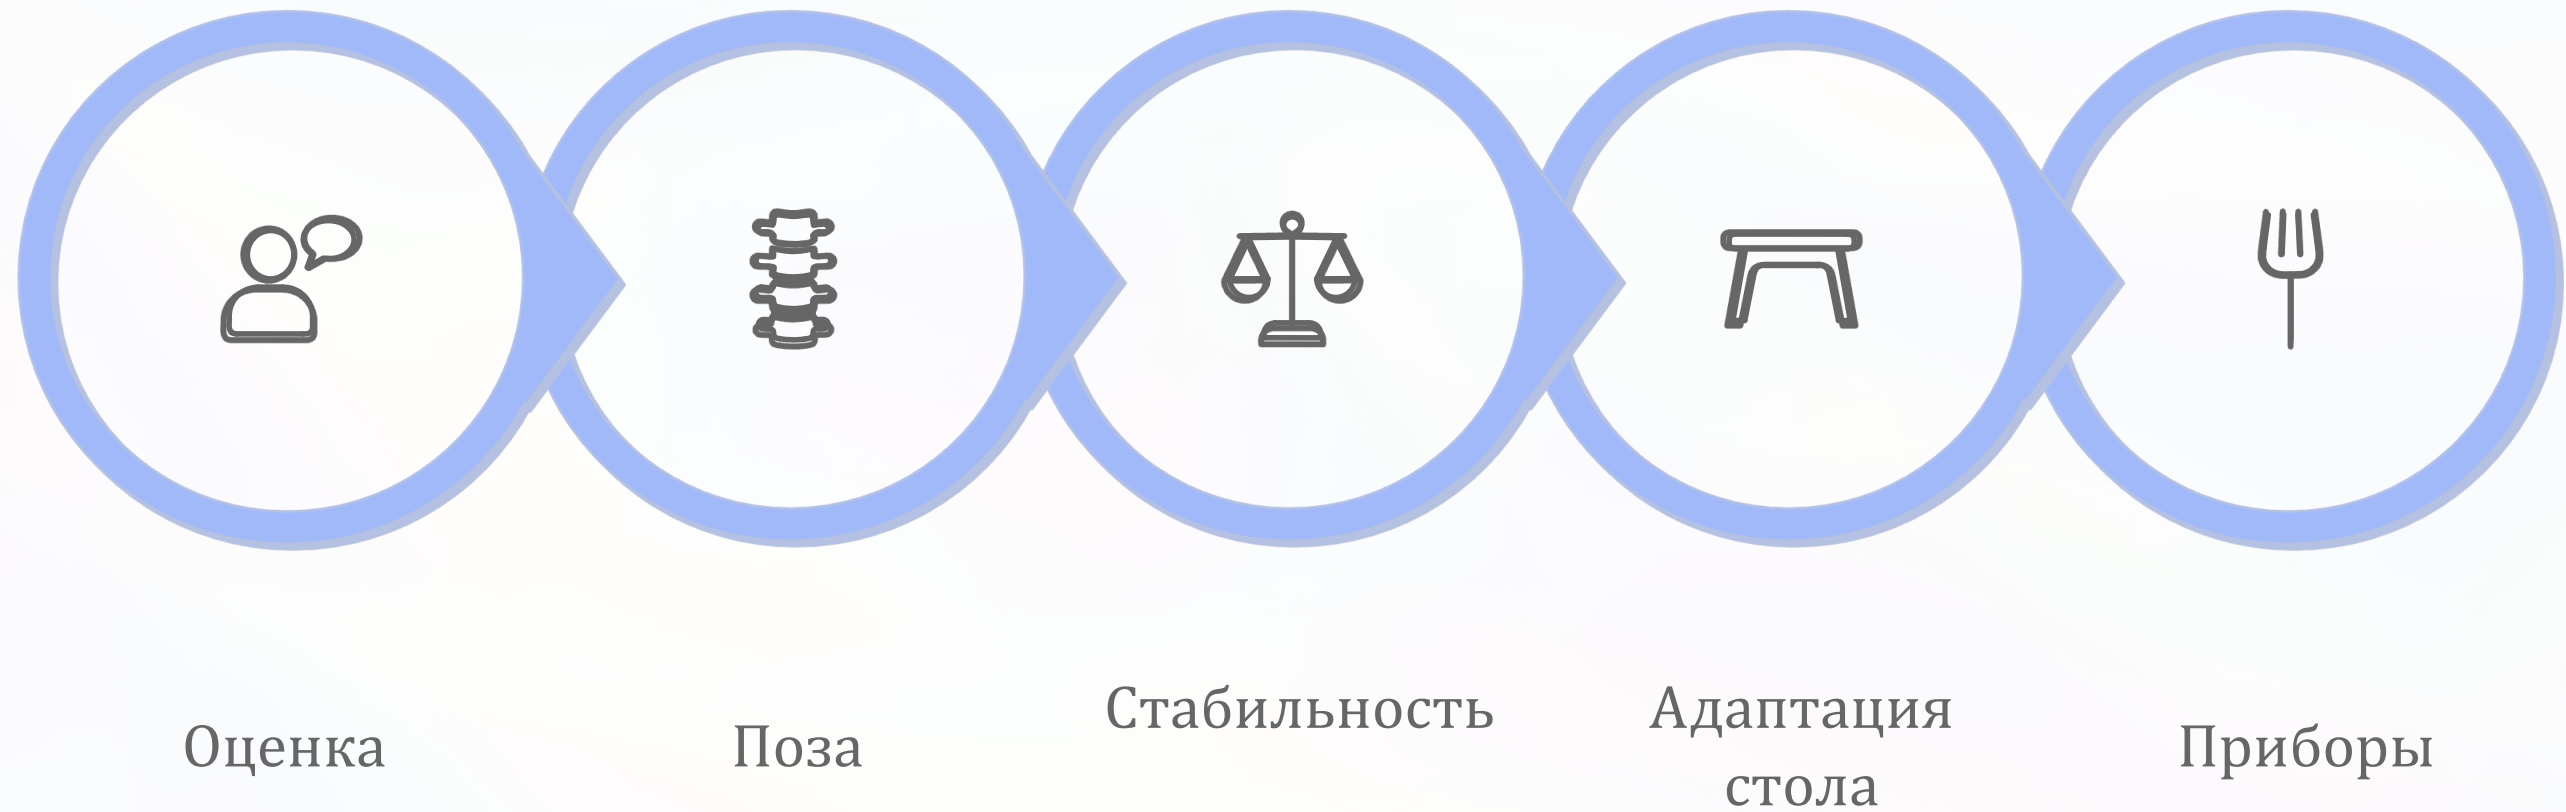 Оценка
Поза
Стабильность
Адаптация
стола
Приборы